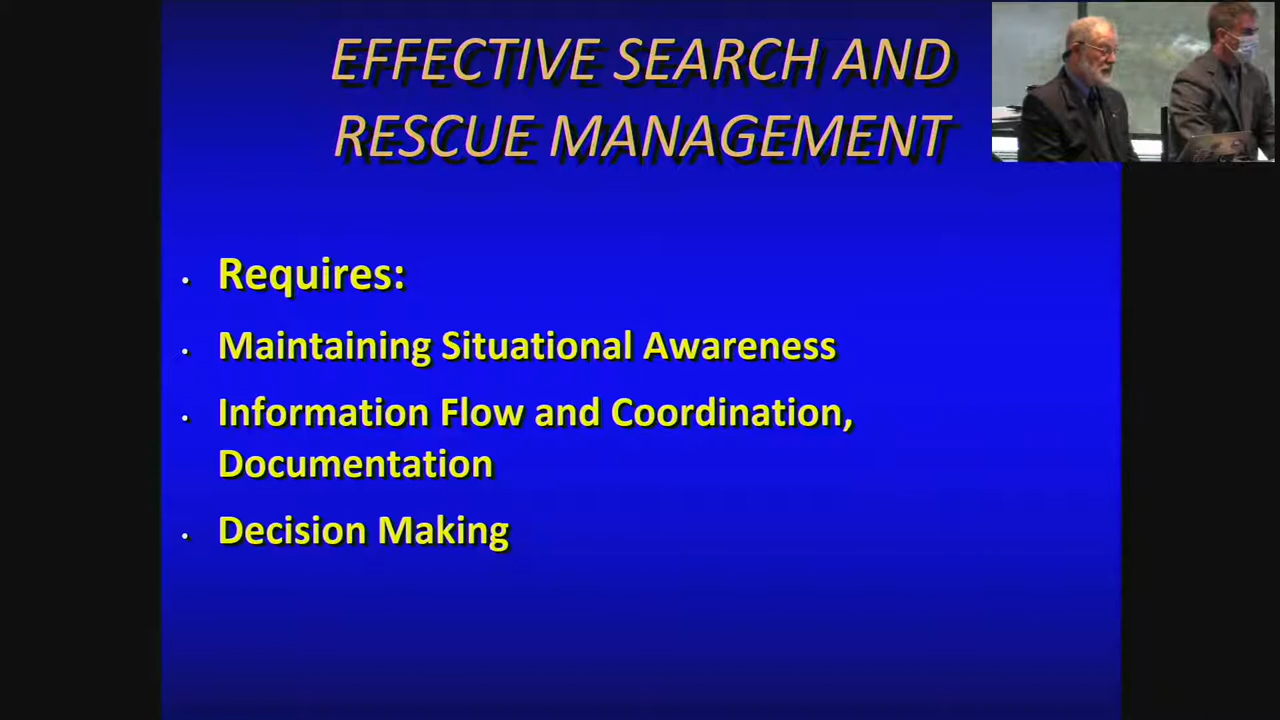 EFFECTIVE SEARCH AND
RESCUE MANAGEMENT
• Requires:
• Maintaining Situational Awareness
• Information Flow and Coordination,
Documentation
• Decision Making